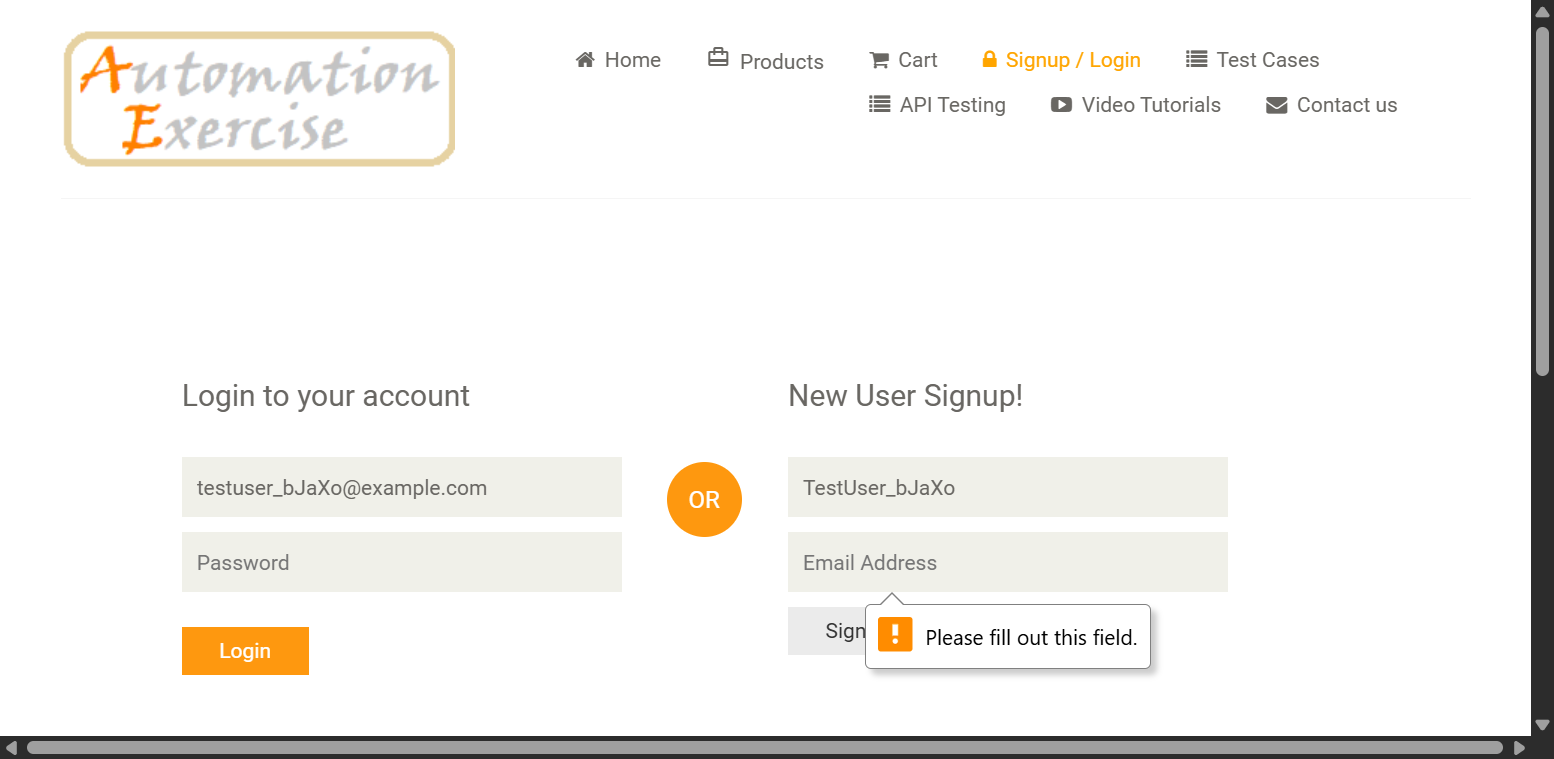 Automation
Exercise
Home
Products
Cart
Signup / Login
Test Cases
API Testing
Video Tutorials
Contact us
Login to your account
testuser_bJaXo@example.com
Password
Login
OR
New User Signup!
TestUser_bJaXo
Email Address
Sign
Please fill out this field.